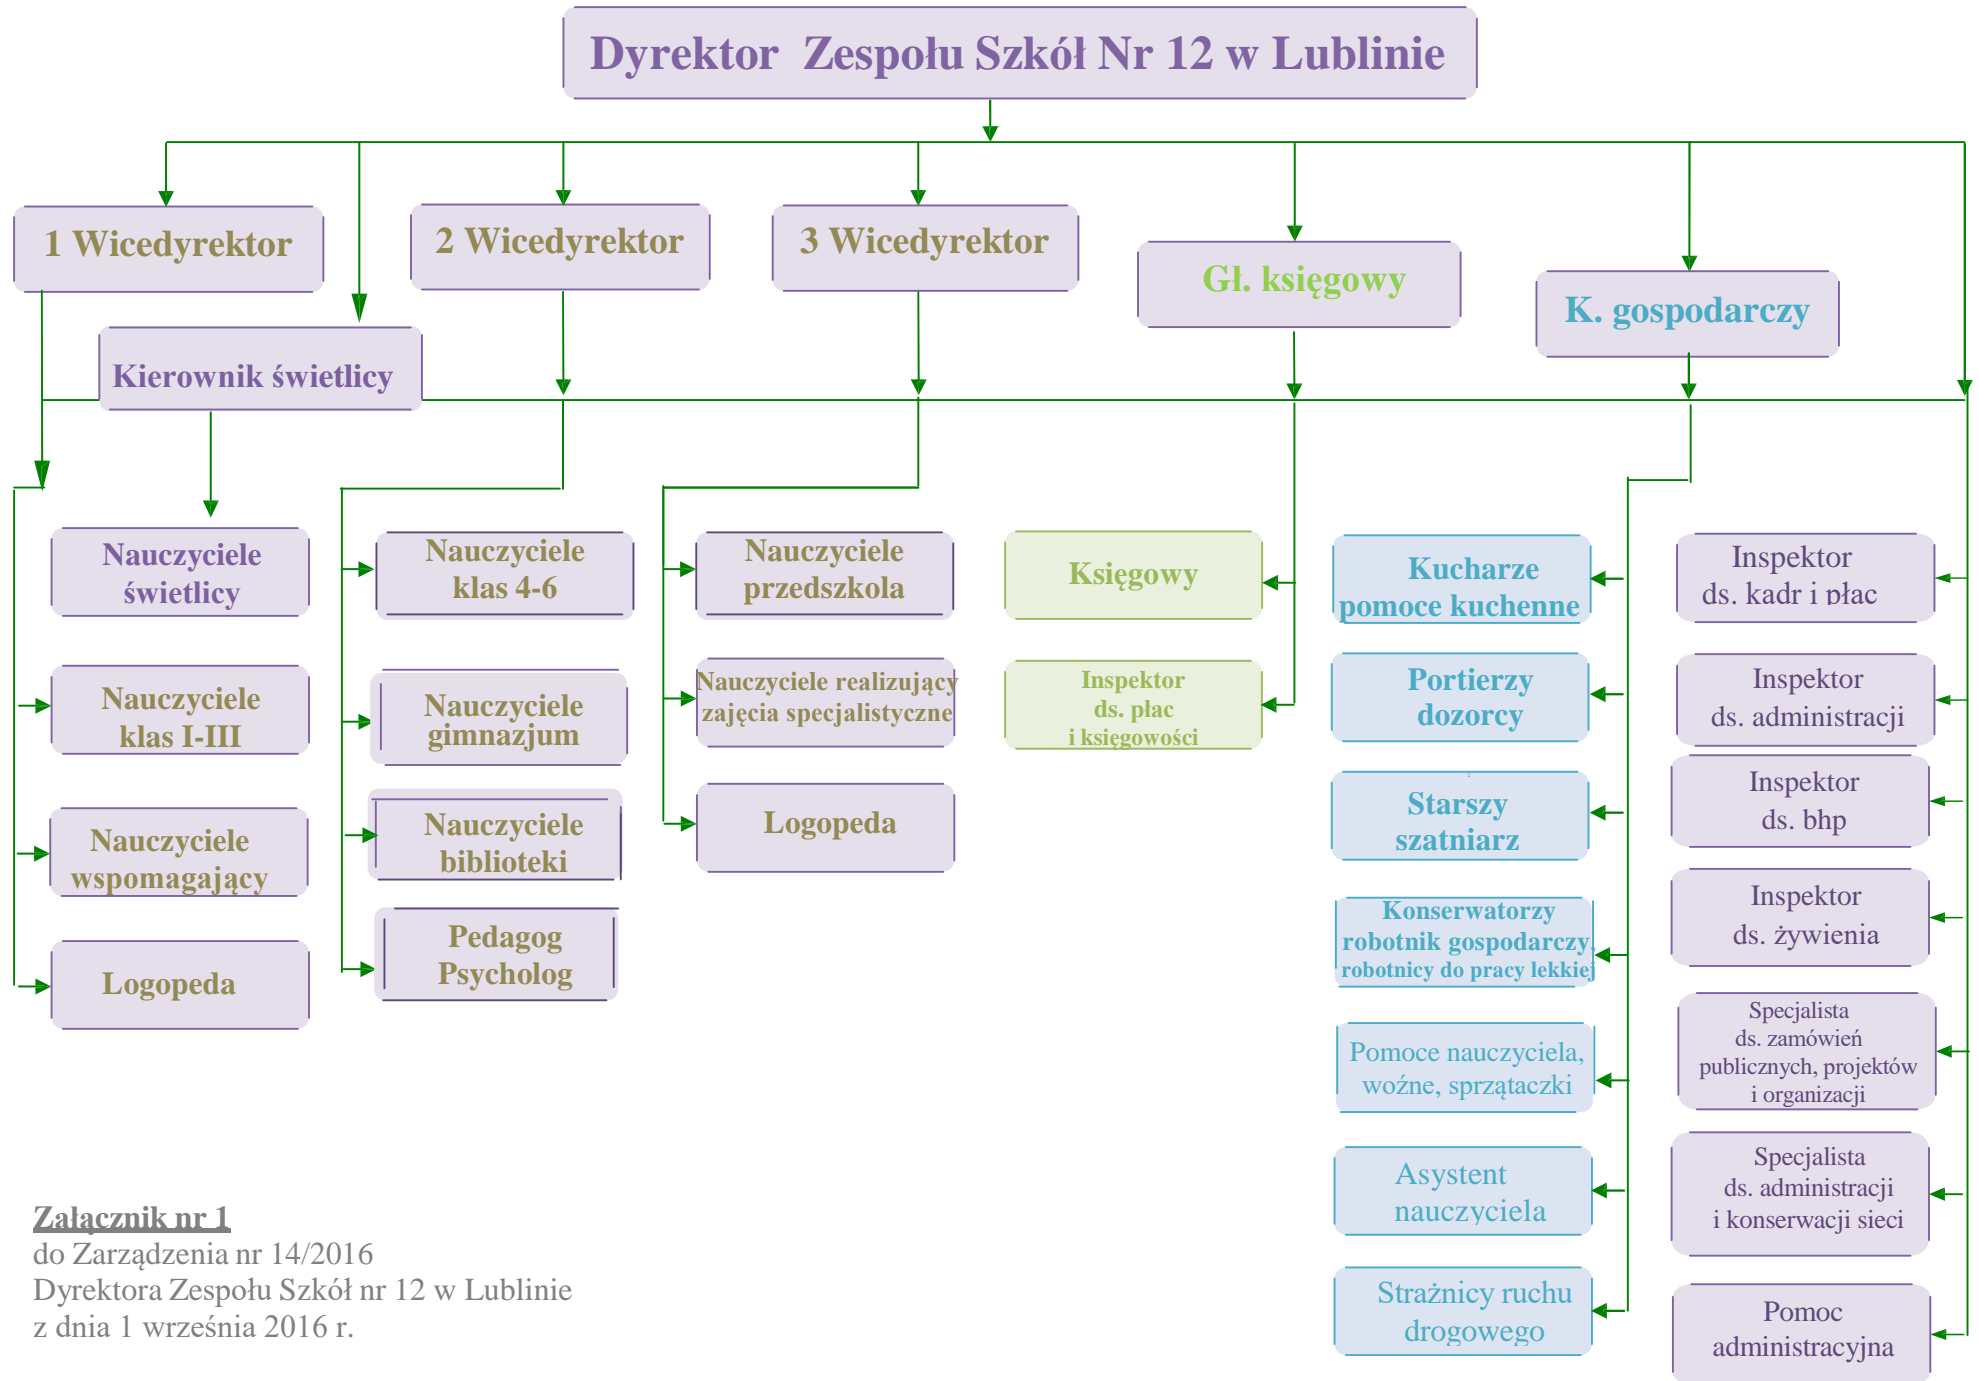 Dyrektor Zespołu Szkół Nr 12 w Lublinie
1 Wicedyrektor
2 Wicedyrektor
3 Wicedyrektor
Gł. księgowy
K. gospodarczy
Kierownik świetlicy
Nauczyciele
świetlicy
Nauczyciele
klas I-III
Nauczyciele
wspomagający
Logopeda
Nauczyciele
klas 4-6
Nauczyciele
gimnazjum
Nauczyciele
biblioteki
Pedagog
Psycholog
Nauczyciele
przedszkola
Nauczyciele realizujący
zajęcia specjalistyczne
Logopeda
Księgowy
Inspektor
ds. płac
i księgowości
Kucharze
pomoce kuchenne
Portierzy
dozorcy
Starszy
szatniarz
Konserwatorzy
robotnik gospodarczy,
robotnicy do pracy lekkiej
Pomoce nauczyciela,
woźne, sprzątaczki
Asystent
nauczyciela
Strażnicy ruchu
drogowego
Inspektor
ds. kadr i płac
Inspektor
ds. administracji
Inspektor
ds. bhp
Inspektor
ds. żywienia
Specjalista
ds. zamówień
publicznych, projektów
i organizacji
Specjalista
ds. administracji
i konserwacji sieci
Pomoc
administracyjna
Załącznik nr 1
do Zarządzenia nr 14/2016
Dyrektora Zespołu Szkół nr 12 w Lublinie
z dnia 1 września 2016 r.